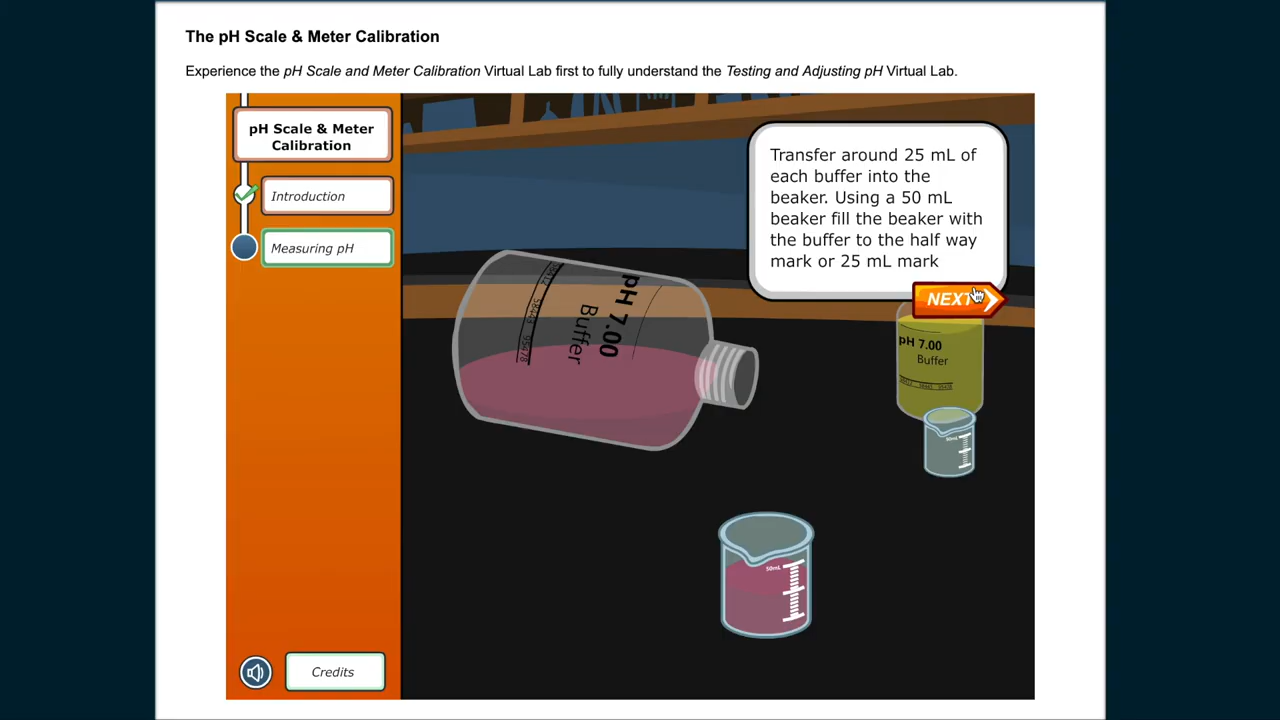 The pH Scale & Meter Calibration
Experience the pH Scale and Meter Calibration Virtual Lab first to fully understand the Testing and Adjusting pH Virtual Lab.
pH Scale & Meter
Calibration
Introduction
Measuring pH
Transfer around 25 mL of
each buffer into the
beaker. Using a 50 mL
beaker fill the beaker with
the buffer to the half way
mark or 25 mL mark
NEXT
pH 7.00
Buffer
58443 95478
pH 7.00
Buffer
50mL
50mL
Credits